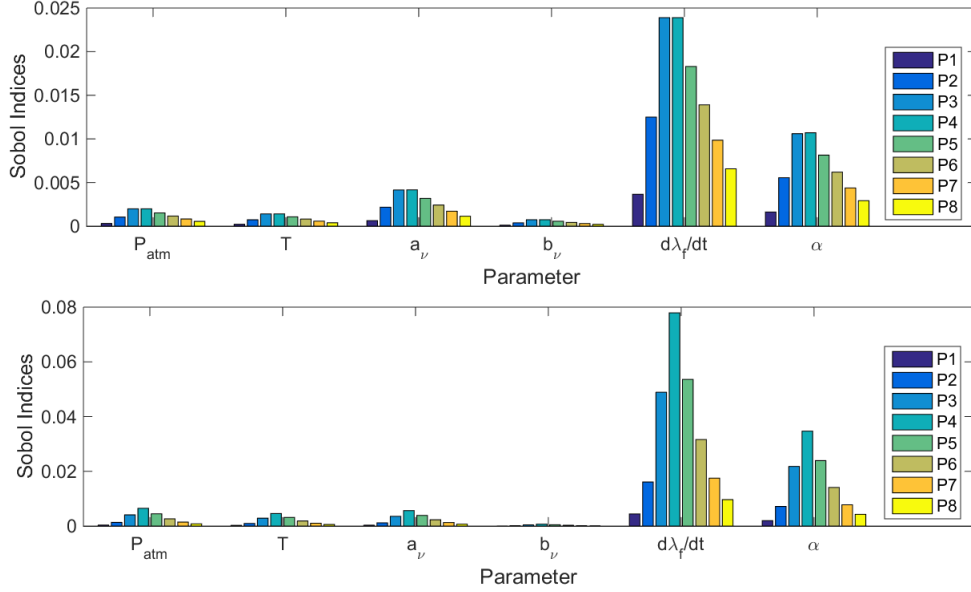 0.025
0.02
0.015
0.01
0.005
0
Sobol Indices
P_atm T a_ν b_ν dλ_f/dt α
Parameter
P1
P2
P3
P4
P5
P6
P7
P8
0.08
0.06
0.04
0.02
0
Sobol Indices
P_atm T a_ν b_ν dλ_f/dt α
Parameter
P1
P2
P3
P4
P5
P6
P7
P8